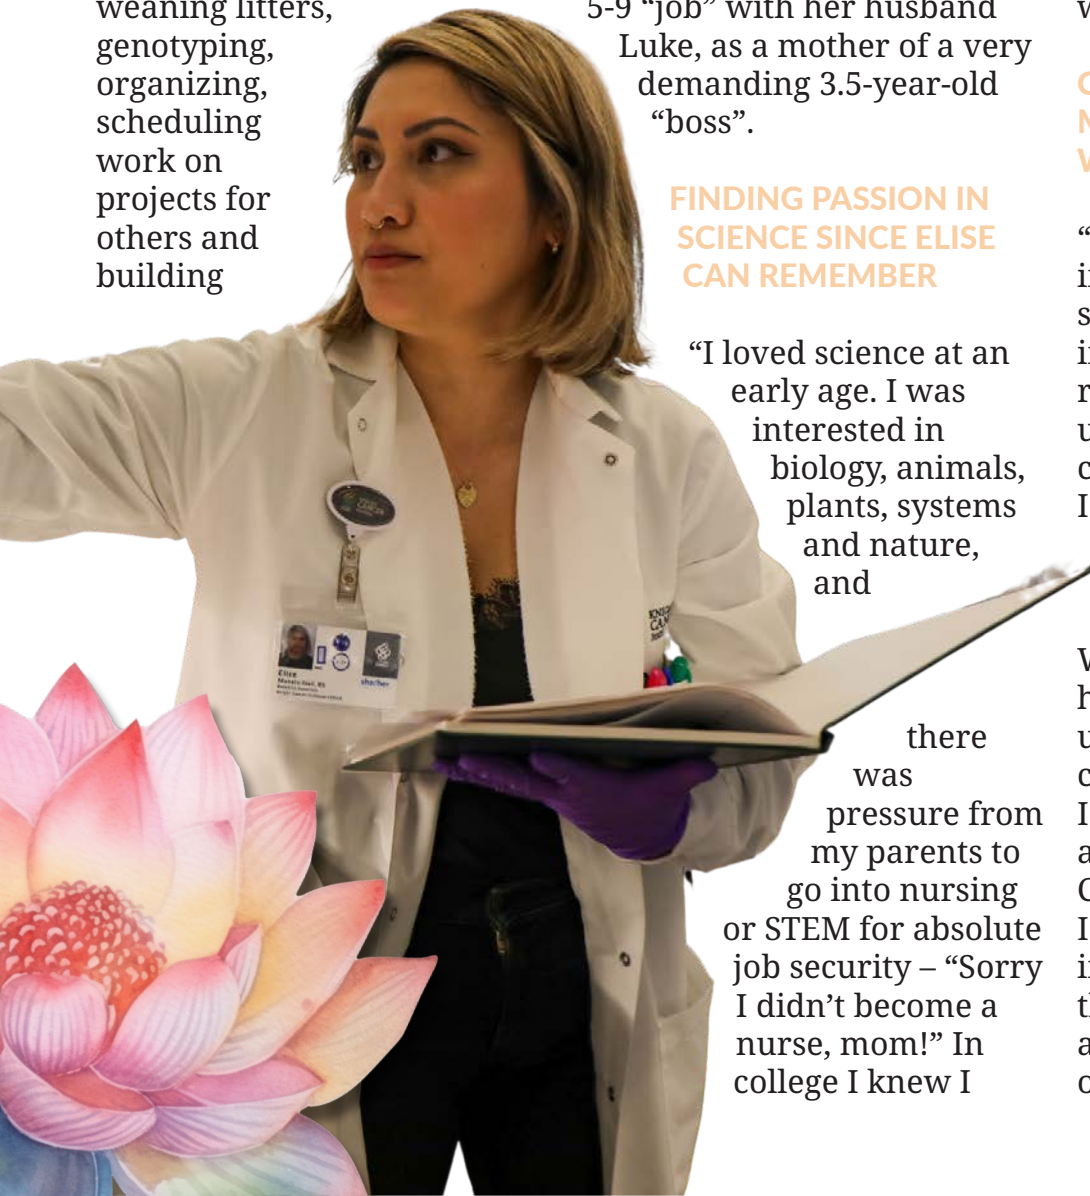 weaning litters,
genotyping,
organizing,
scheduling
work on
projects for
others and
building
5-9 “job” with her husband
Luke, as a mother of a very
demanding 3.5-year-old
“boss”.
FINDING PASSION IN
SCIENCE SINCE ELISE
CAN REMEMBER
“I loved science at an
early age. I was
interested in
biology, animals,
plants, systems
and nature,
and
there
was
pressure from
my parents to
go into nursing
or STEM for absolute
job security – “Sorry
I didn’t become a
nurse, mom!” In
college I knew I
CANCER
Elise
she/her